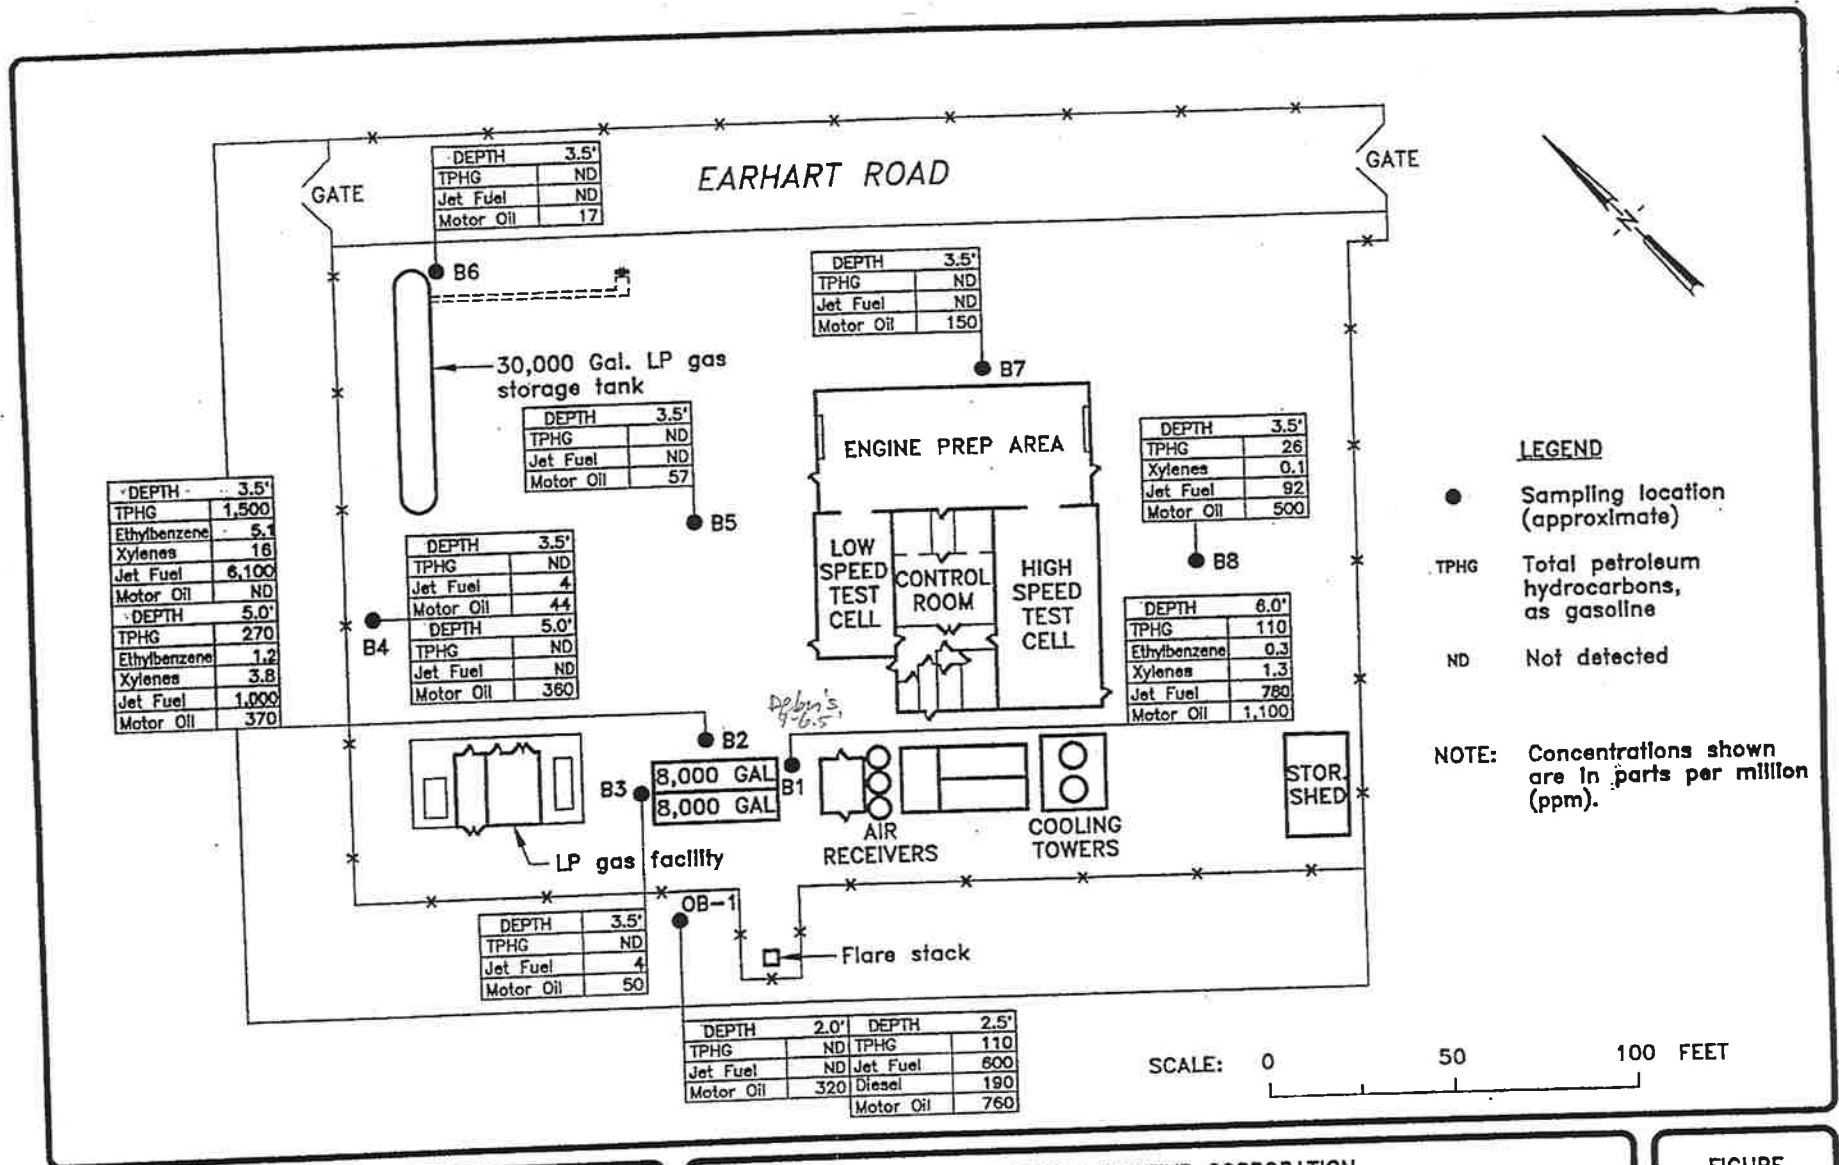 EARHART ROAD
GATE
GATE
DEPTH 3.5'
TPHG ND
Jet Fuel ND
Motor Oil 17
B6
30,000 Gal. LP gas
storage tank
DEPTH 3.5'
TPHG ND
Jet Fuel ND
Motor Oil 150
B7
DEPTH 3.5'
TPHG ND
Jet Fuel ND
Motor Oil 57
B5
ENGINE PREP AREA
LOW
SPEED
TEST
CELL
CONTROL
ROOM
HIGH
SPEED
TEST
CELL
DEPTH 3.5'
TPHG 26
Xylenes 0.1
Jet Fuel 92
Motor Oil 500
B8
DEPTH 3.5'
TPHG 1,500
Ethylbenzene 5.1
Xylenes 16
Jet Fuel 6,100
Motor Oil ND
DEPTH 5.0'
TPHG 270
Ethylbenzene 1.2
Xylenes 3.8
Jet Fuel 1,000
Motor Oil 370
DEPTH 3.5'
TPHG ND
Jet Fuel 4
Motor Oil 44
DEPTH 5.0'
TPHG ND
Jet Fuel ND
Motor Oil 360
B4
DEPTH 6.0'
TPHG 110
Ethylbenzene 0.3
Xylenes 1.3
Jet Fuel 780
Motor Oil 1,100
Debris
4-6.5'
B2
B3
8,000 GAL
8,000 GAL
B1
AIR
RECEIVERS
COOLING
TOWERS
STOR.
SHED
LP gas facility
OB-1
DEPTH 3.5'
TPHG ND
Jet Fuel 4
Motor Oil 50
Flare stack
DEPTH 2.0' DEPTH 2.5'
TPHG ND TPHG 110
Jet Fuel ND Jet Fuel 600
Motor Oil 320 Diesel 190
Motor Oil 760
N
LEGEND
Sampling location
(approximate)
TPHG Total petroleum
hydrocarbons,
as gasoline
ND Not detected
NOTE: Concentrations shown
are in parts per million
(ppm).
SCALE: 0 50 100 FEET
CORPORATION
FIGURE